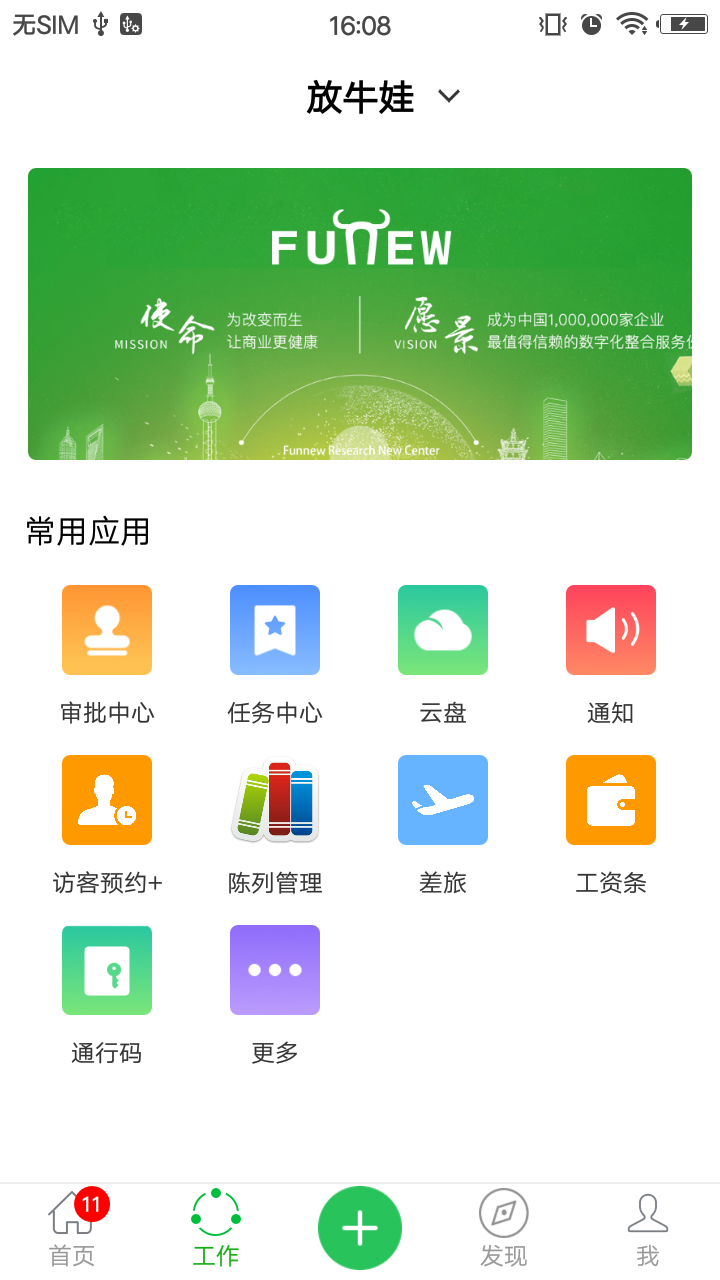 无SIM
16:08
放牛娃
FUNEW
使命
MISSION
为改变而生
让商业更健康
愿景
VISION
成为中国1,000,000家企业
最值得信赖的数字化整合服务
Funnew Research New Center
常用应用
审批中心
任务中心
云盘
通知
访客预约+
陈列管理
差旅
工资条
通行码
更多
11
首页
工作
发现
我